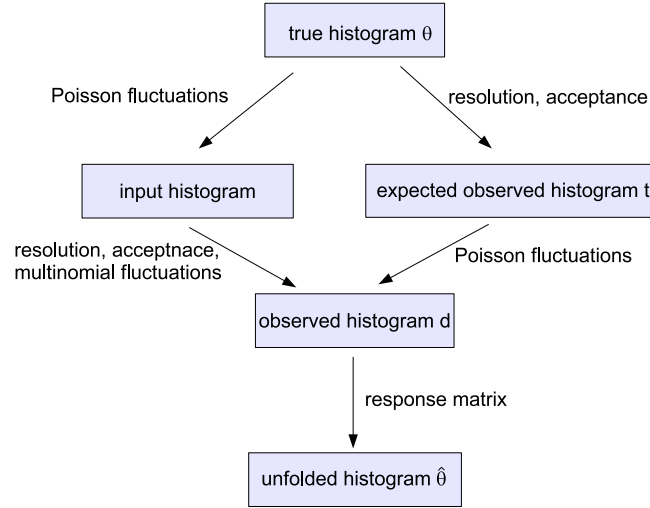 true histogram θ
Poisson fluctuations
resolution, acceptance
input histogram
expected observed histogram t
resolution, acceptnace,
multinomial fluctuations
Poisson fluctuations
observed histogram d
response matrix
unfolded histogram θ̂